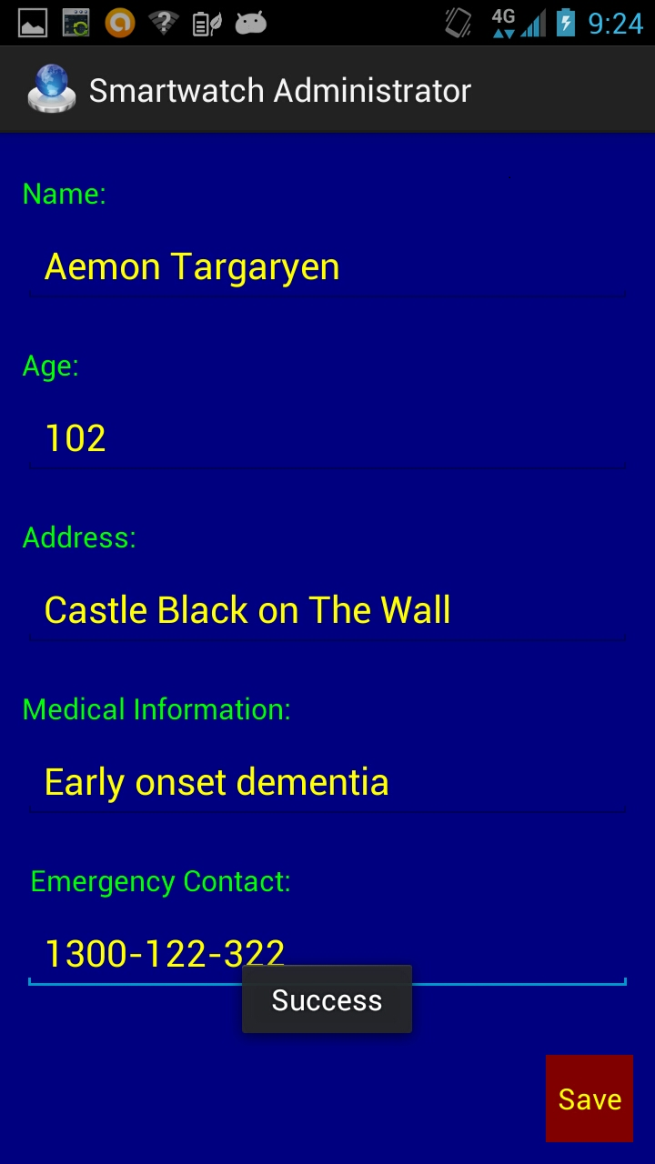 4G 9:24
Smartwatch Administrator
Name:
Aemon Targaryen
Age:
102
Address:
Castle Black on The Wall
Medical Information:
Early onset dementia
Emergency Contact:
1300-122-322
Success
Save